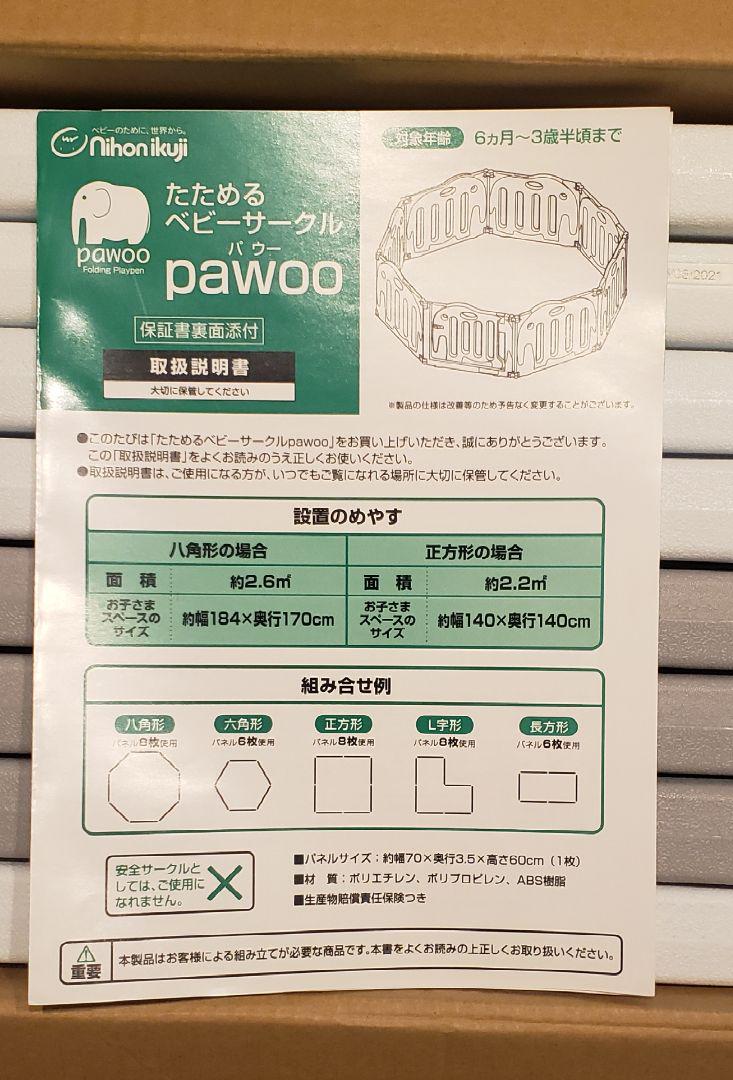 ベビーのために、世界から。
Nihon ikuji
対象年齢 6ヵ月～3歳半頃まで
pawoo
Folding Playpen
たためる
ベビーサークル
パウー
pawoo
保証書裏面添付
取扱説明書
大切に保管してください
※製品の仕様は改善等のため予告なく変更することがございます。
●このたびは「たためるベビーサークルpawoo」をお買い上げいただき、誠にありがとうございます。
この「取扱説明書」をよくお読みのうえ正しくお使いください。
●取扱説明書は、ご使用になる方が、いつでもご覧になれる場所に大切に保管してください。
設置のめやす
八角形の場合 正方形の場合
面積 約2.6㎡ 面積 約2.2㎡
お子さま
スペースの
サイズ
約幅184×奥行170cm
お子さま
スペースの
サイズ
約幅140×奥行140cm
組み合せ例
八角形 六角形 正方形 L字形 長方形
パネル8枚使用 パネル6枚使用 パネル8枚使用 パネル8枚使用 パネル6枚使用
安全サークルと
しては、ご使用に
なれません。
■パネルサイズ：約幅70×奥行3.5×高さ60cm（1枚）
■材 質：ポリエチレン、ポリプロピレン、ABS樹脂
■生産物賠償責任保険つき
重要
本製品はお客様による組み立てが必要な商品です。本書をよくお読みの上正しくお取り扱いください。